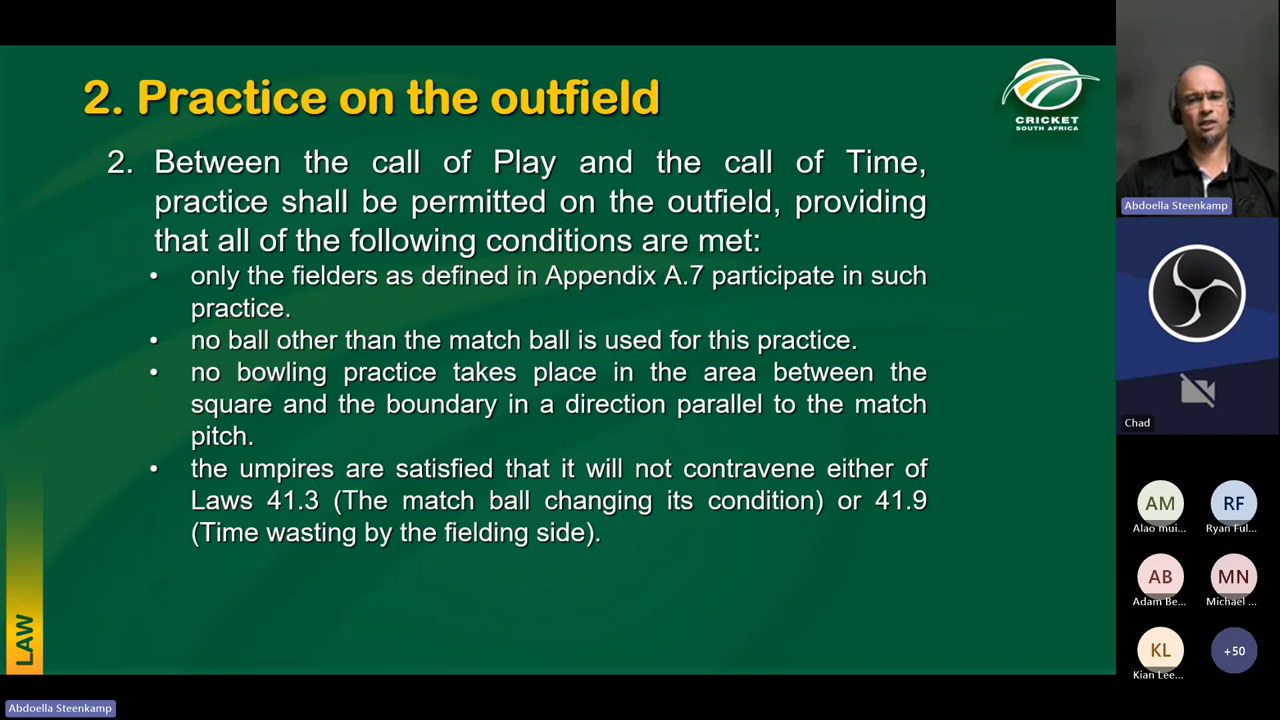 2. Practice on the outfield
CRICKET
SOUTH AFRICA
2. Between the call of Play and the call of Time,
practice shall be permitted on the outfield, providing
that all of the following conditions are met:
• only the fielders as defined in Appendix A.7 participate in such
practice.
• no ball other than the match ball is used for this practice.
• no bowling practice takes place in the area between the
square and the boundary in a direction parallel to the match
pitch.
• the umpires are satisfied that it will not contravene either of
Laws 41.3 (The match ball changing its condition) or 41.9
(Time wasting by the fielding side).
LAW
Abdoella Steenkamp
Abdoella Steenkamp
Chad
AM
RF
Alao mui...
Ryan Ful...
AB
MN
Adam Be...
Michael ...
KL
+50
Kian Lee...